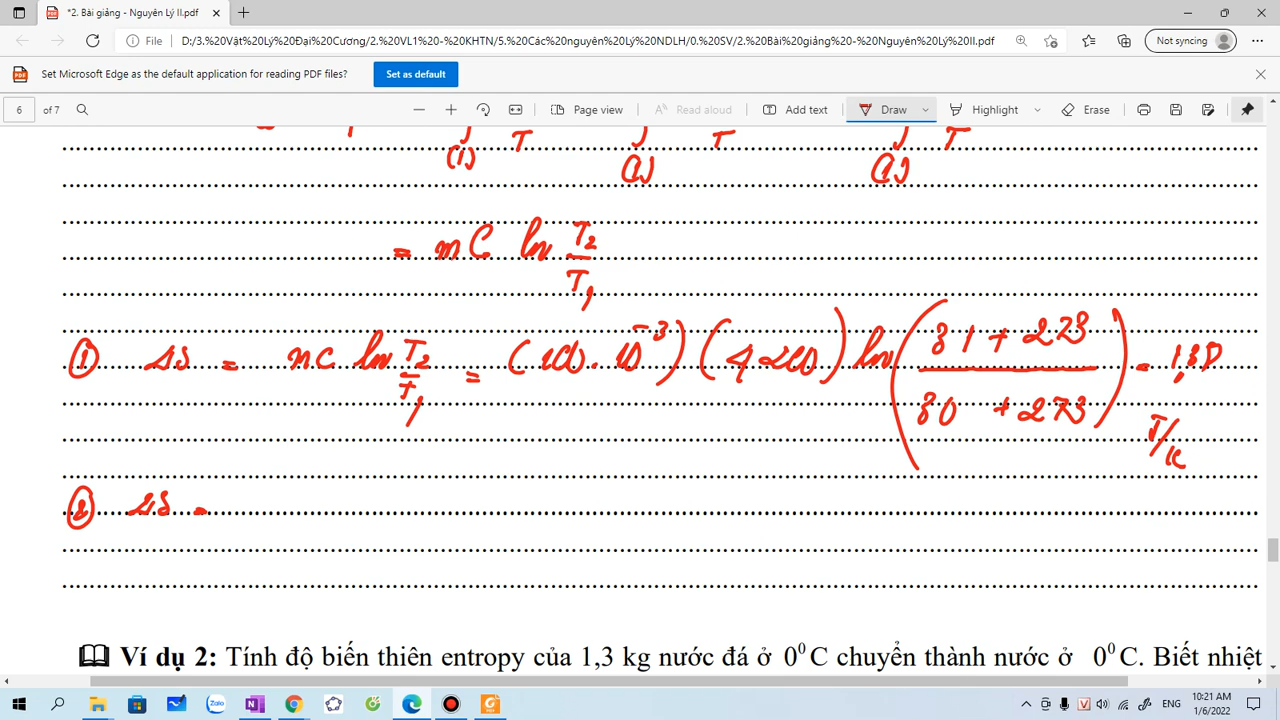 *2. Bài giảng - Nguyên Lý II.pdf
File D:/3.%20Vật%20Lý%20Đại%20Cương/2.%20VL1%20-%20KHTN/5.%20Các%20nguyên%20Lý%20NDLH/0.%20SV/2.%20Bài%20giảng%20-%20Nguyên%20Lý%20II.pdf Not syncing
Set Microsoft Edge as the default application for reading PDF files? Set as default
6 of 7 Page view Read aloud Add text Draw Highlight Erase
(1) T T T
= mC ln T2/T1
① ΔS = mC ln T2/T1 = (100.10^-3)(4200) ln((31+273)/(30+273)) =
J/K
② ΔS =
Ví dụ 2: Tính độ biến thiên entropy của 1,3 kg nước đá ở 0⁰C chuyển thành nước ở 0⁰C. Biết nhiệt
Zalo ENG 10:21 AM
1/6/2022